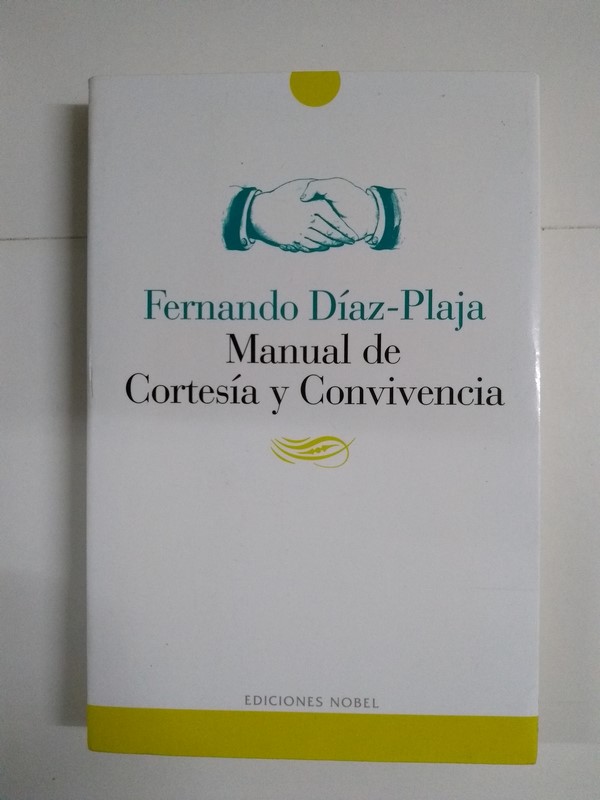 Fernando Díaz-Plaja
Manual de
Cortesía y Convivencia
EDICIONES NOBEL